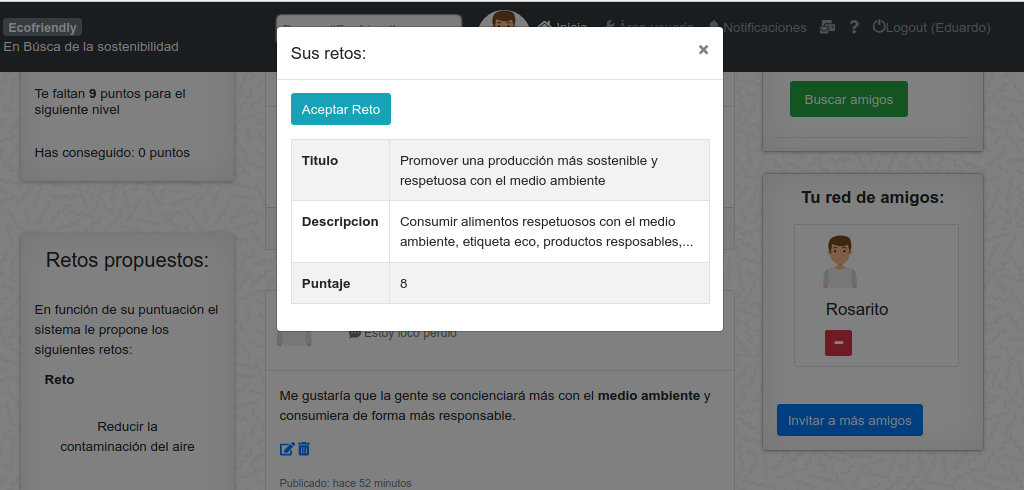 Ecofriendly
En Búsca de la sostenibilidad
Inicio
Área usuario
Notificaciones
?
Logout (Eduardo)
Te faltan 9 puntos para el
siguiente nivel
Has conseguido: 0 puntos
Retos propuestos:
En función de su puntuación el
sistema le propone los
siguientes retos:
Reto
Reducir la
contaminación del aire
Sus retos:
×
Aceptar Reto
Titulo
Promover una producción más sostenible y
respetuosa con el medio ambiente
Descripcion
Consumir alimentos respetuosos con el medio
ambiente, etiqueta eco, productos resposables,...
Puntaje
8
Estoy loco perdio
Me gustaría que la gente se concienciará más con el medio ambiente y
consumiera de forma más responsable.
Publicado: hace 52 minutos
Buscar amigos
Tu red de amigos:
Rosarito
Invitar a más amigos